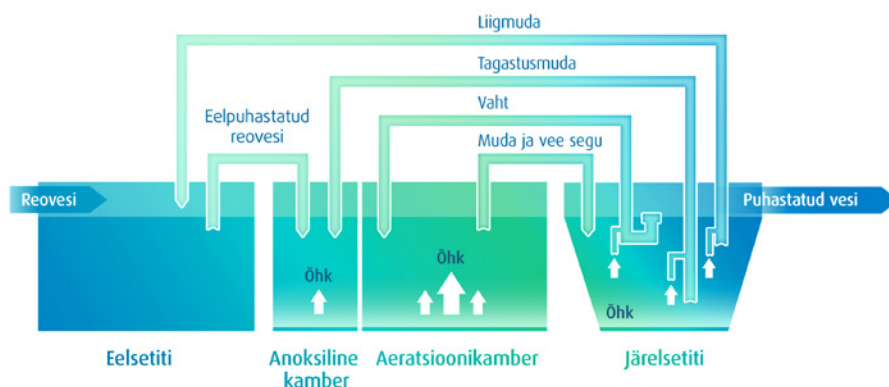 Liigmuda
Tagastusmuda
Vaht
Eelpuhastatud
reovesi
Muda ja vee segu
Reovesi
Puhastatud vesi
Õhk
Õhk
Õhk
Eelsetiti
Anoksiline
kamber
Aeratsioonikamber
Järelsetiti